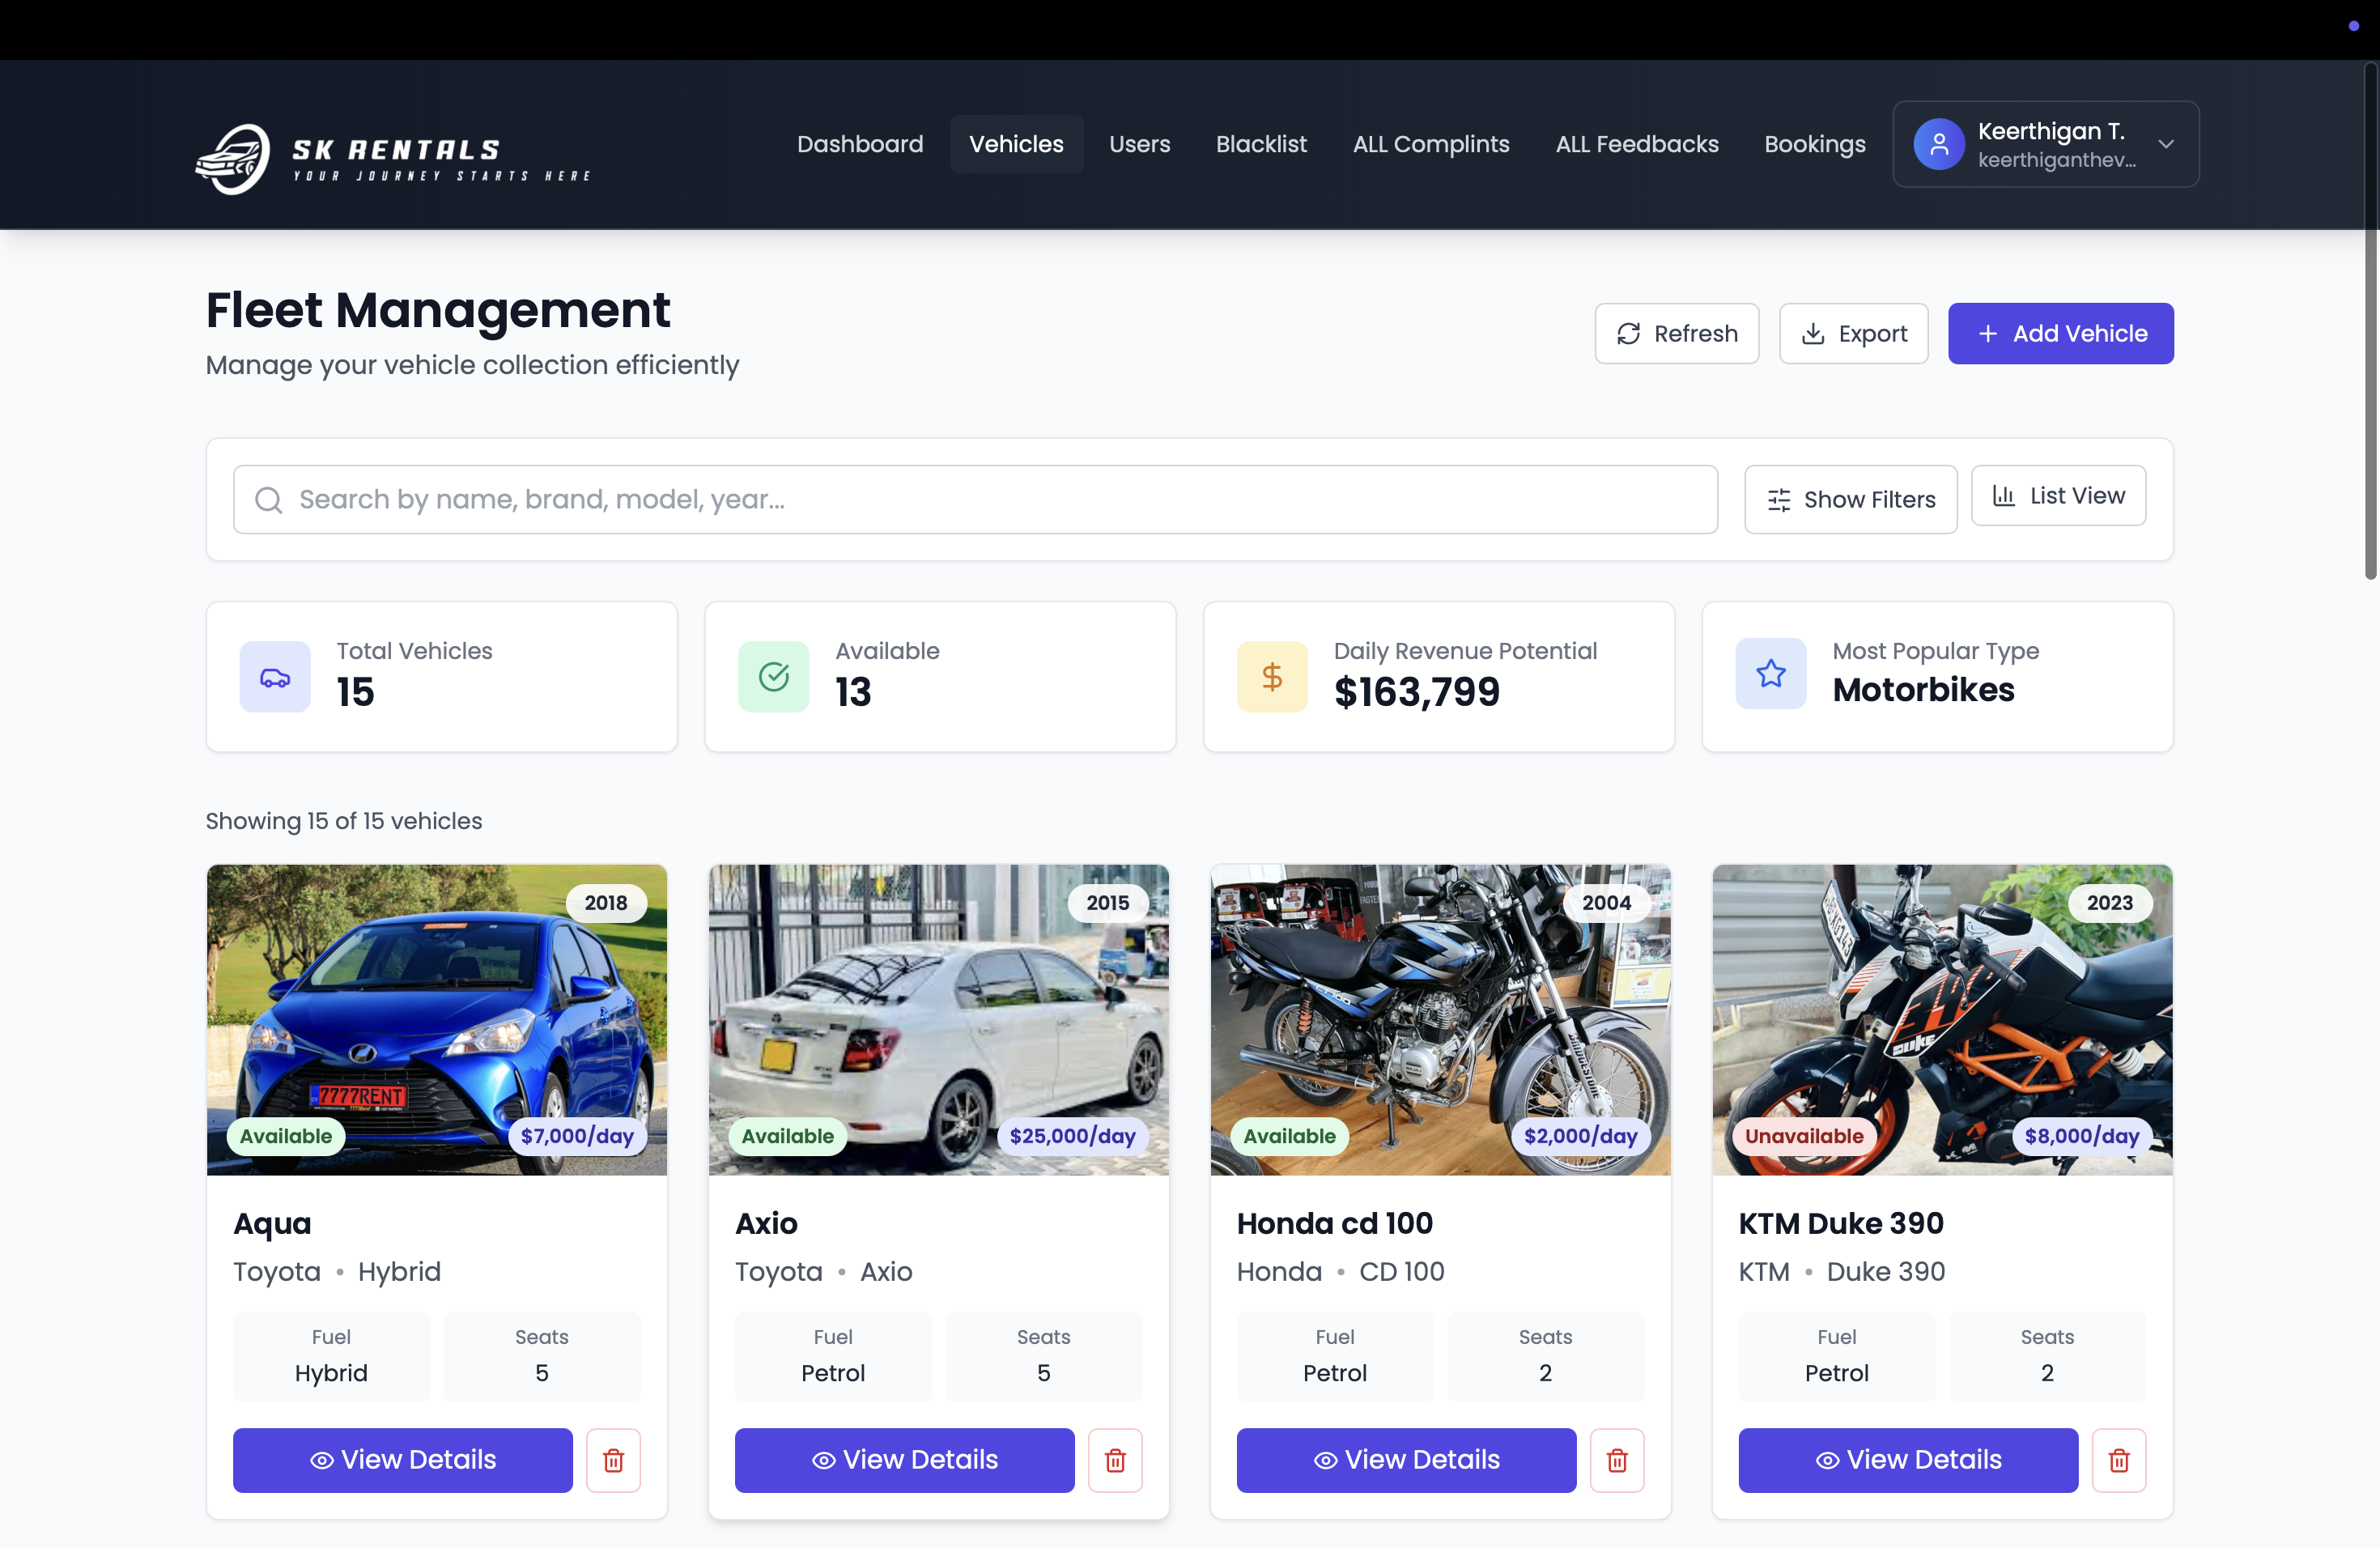 SK RENTALS
YOUR JOURNEY STARTS HERE
Dashboard
Vehicles
Users
Blacklist
ALL Complints
ALL Feedbacks
Bookings
Keerthigan T.
keerthiganthev...
Fleet Management
Manage your vehicle collection efficiently
Refresh
Export
Add Vehicle
Search by name, brand, model, year...
Show Filters
List View
Total Vehicles
15
Available
13
Daily Revenue Potential
$163,799
Most Popular Type
Motorbikes
Showing 15 of 15 vehicles
2018
7777RENT
Available
$7,000/day
Aqua
Toyota • Hybrid
Fuel
Hybrid
Seats
5
View Details
2015
Available
$25,000/day
Axio
Toyota • Axio
Fuel
Petrol
Seats
5
View Details
2004
BRIDGESTONE
Available
$2,000/day
Honda cd 100
Honda • CD 100
Fuel
Petrol
Seats
2
View Details
2023
DUKE
Unavailable
$8,000/day
KTM Duke 390
KTM • Duke 390
Fuel
Petrol
Seats
2
View Details